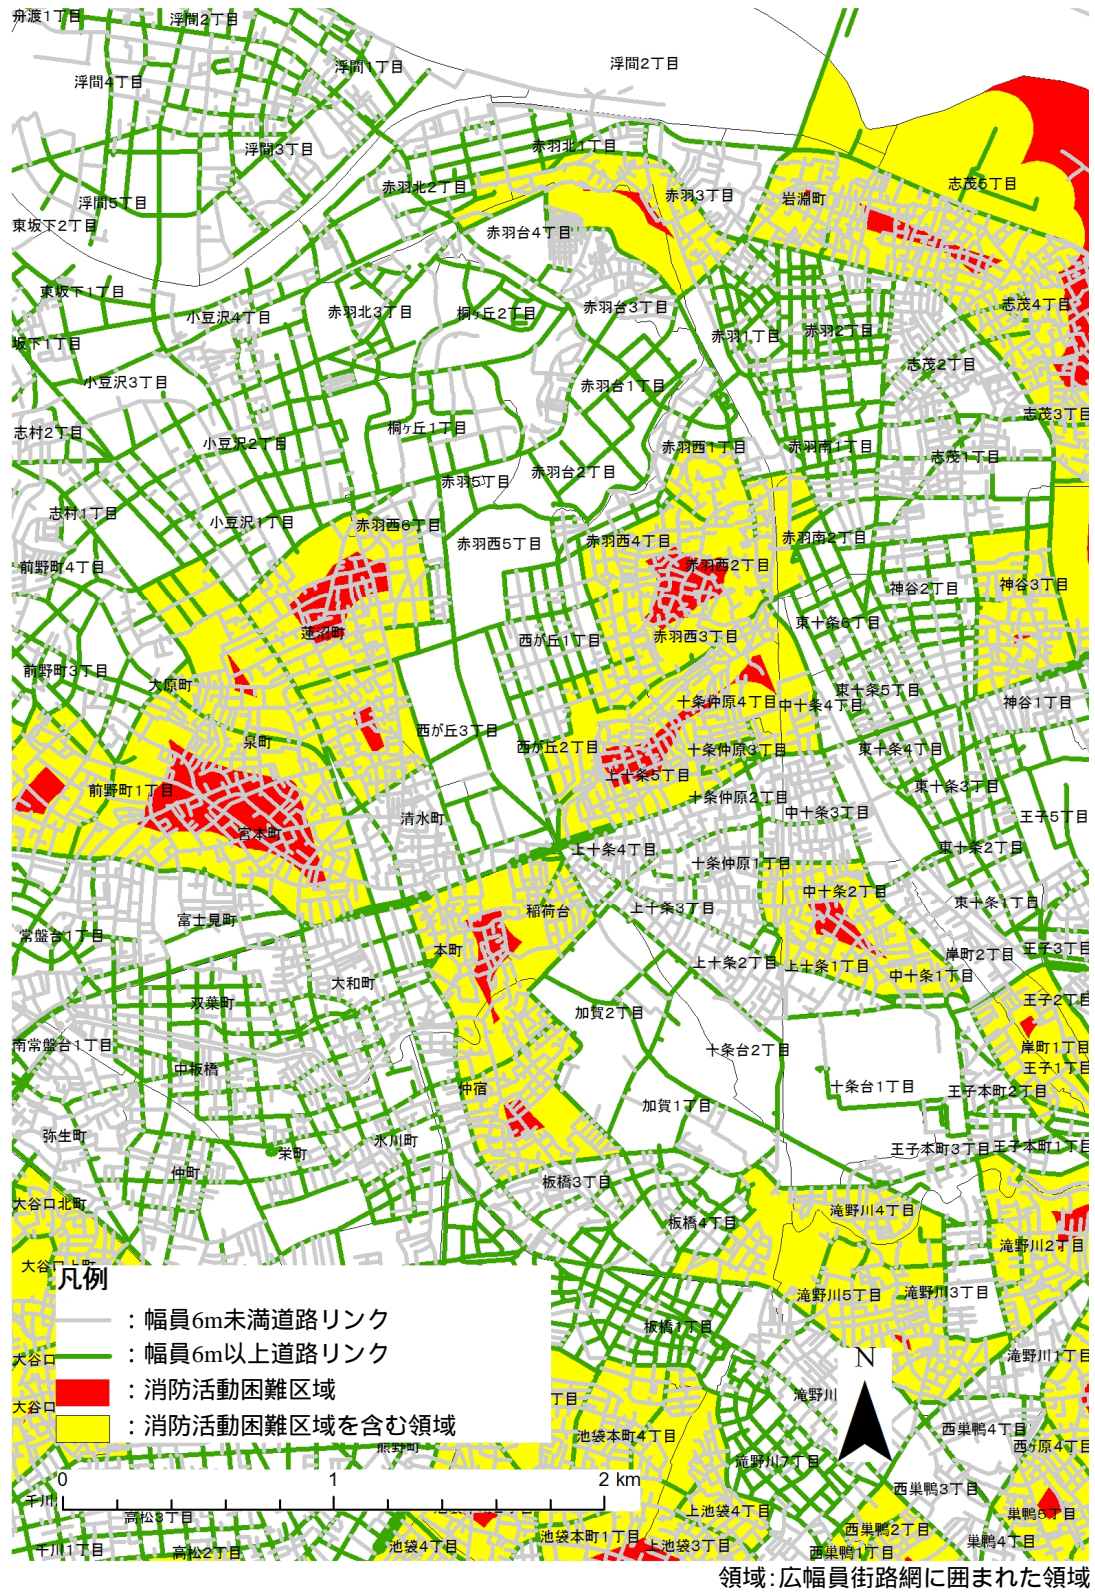 舟渡1丁目
浮間2丁目
浮間1丁目
浮間2丁目
浮間4丁目
浮間3丁目
赤羽北1丁目
赤羽北2丁目
赤羽3丁目
岩淵町
志茂5丁目
浮間5丁目
東坂下2丁目
赤羽台4丁目
東坂下1丁目
小豆沢4丁目
赤羽北3丁目
桐ヶ丘2丁目
赤羽台3丁目
志茂4丁目
坂下1丁目
赤羽1丁目
赤羽2丁目
小豆沢3丁目
赤羽台1丁目
志茂2丁目
志村2丁目
小豆沢2丁目
桐ヶ丘1丁目
赤羽西1丁目
赤羽南1丁目
志茂3丁目
志茂1丁目
赤羽5丁目
赤羽台2丁目
志村1丁目
小豆沢1丁目
赤羽西6丁目
赤羽西5丁目
赤羽西4丁目
赤羽南2丁目
前野町4丁目
赤羽西2丁目
神谷2丁目
神谷3丁目
蓮沼町
西が丘1丁目
赤羽西3丁目
東十条6丁目
前野町3丁目
大原町
十条仲原4丁目
中十条4丁目
東十条5丁目
神谷1丁目
西が丘3丁目
西が丘2丁目
泉町
十条仲原3丁目
東十条4丁目
前野町1丁目
上十条5丁目
東十条3丁目
十条仲原2丁目
清水町
中十条3丁目
王子5丁目
宮本町
上十条4丁目
十条仲原1丁目
東十条2丁目
中十条2丁目
稲荷台
上十条3丁目
東十条1丁目
富士見町
常盤台1丁目
本町
上十条2丁目
上十条1丁目
中十条1丁目
岸町2丁目
王子3丁目
大和町
双葉町
加賀2丁目
王子2丁目
南常盤台1丁目
十条台2丁目
岸町1丁目
中板橋
王子1丁目
仲宿
十条台1丁目
王子本町2丁目
加賀1丁目
弥生町
氷川町
栄町
王子本町3丁目
王子本町1丁目
仲町
板橋3丁目
大谷口北町
板橋4丁目
滝野川4丁目
滝野川2丁目
大谷口上町
凡例
滝野川5丁目
滝野川3丁目
：幅員6m未満道路リンク
板橋1丁目
：幅員6m以上道路リンク
大谷口
N
滝野川1丁目
：消防活動困難区域
滝野川
大谷口
丁目
：消防活動困難区域を含む領域
西巣鴨4丁目
池袋本町4丁目
西ヶ原4丁目
熊野町
滝野川7丁目
0 1 2 km
西巣鴨3丁目
千川
高松3丁目
上池袋4丁目
巣鴨5丁目
西巣鴨2丁目
池袋本町1丁目
千川1丁目
高松2丁目
池袋4丁目
上池袋3丁目
西巣鴨1丁目
巣鴨4丁目
領域：広幅員街路網に囲まれた領域